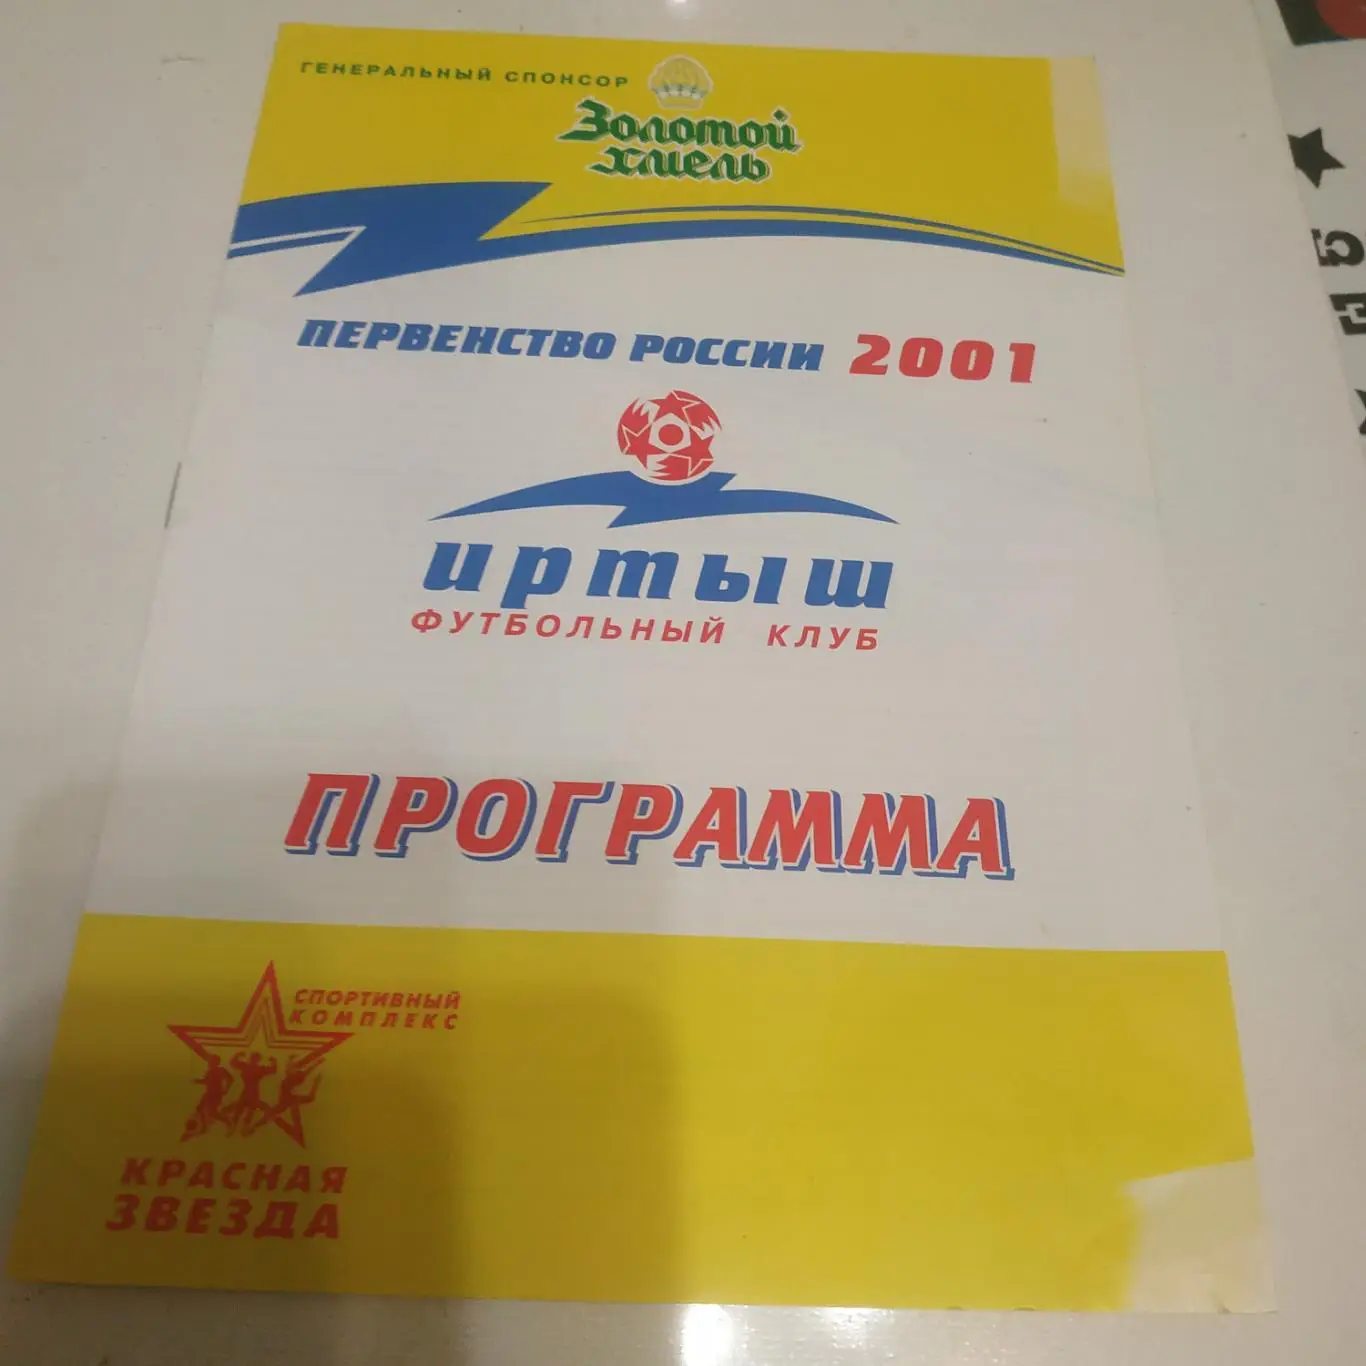 ГЕНЕРАЛЬНЫЙ СПОНСОР
Золотой
хмель
ПЕРВЕНСТВО РОССИИ 2001
иртыш
ФУТБОЛЬНЫЙ КЛУБ
ПРОГРАММА
СПОРТИВНЫЙ
КОМПЛЕКС
КРАСНАЯ
ЗВЕЗДА